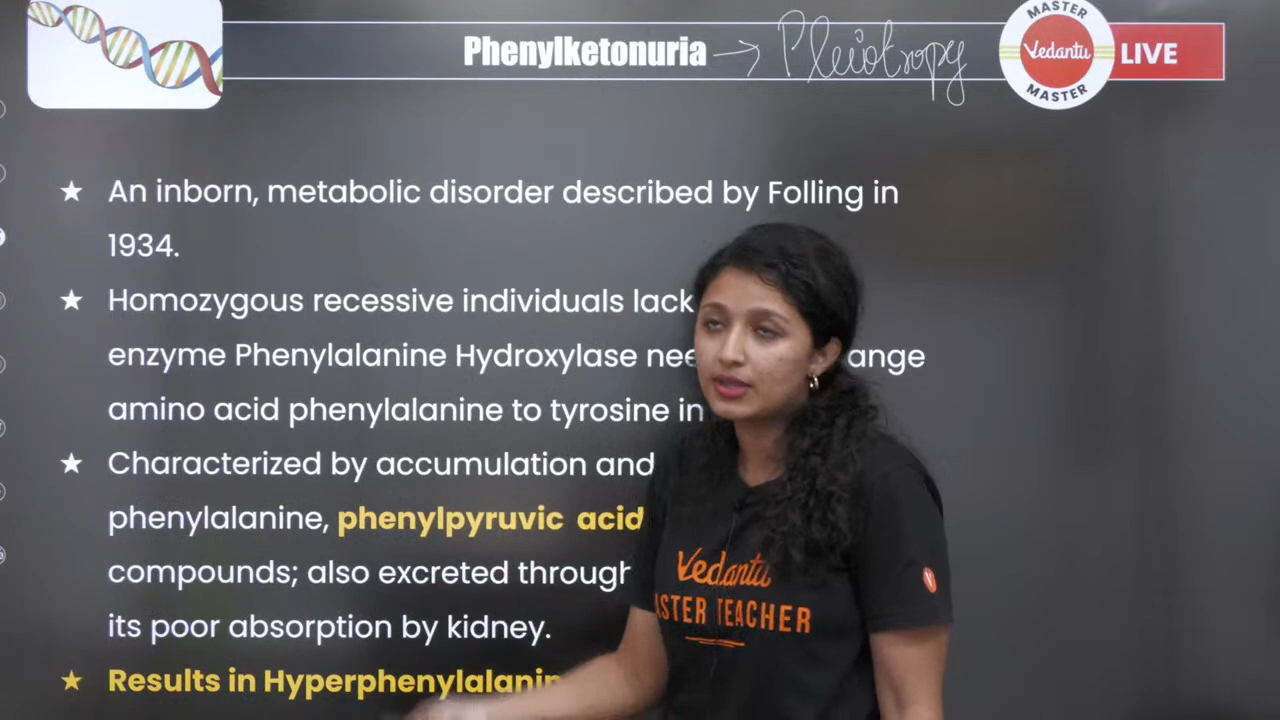 Phenylketonuria → Pleiotropy
MASTER
Vedantu
MASTER
LIVE
★ An inborn, metabolic disorder described by Folling in
1934.
★ Homozygous recessive individuals lack
enzyme Phenylalanine Hydroxylase
amino acid phenylalanine to tyrosine in
★ Characterized by accumulation and
phenylalanine, phenylpyruvic acid
compounds; also excreted through
its poor absorption by kidney.
★ Results in
Vedantu
TEACHER